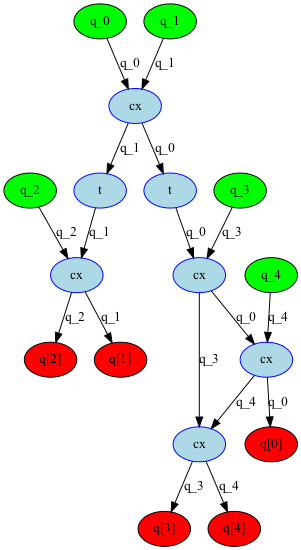 q_0 q_1
q_0 q_1
cx
q_1 q_0
q_2 t t q_3
q_2 q_1 q_0 q_3
cx cx q_4
q_2 q_1 q_3 q_0 q_4
q[2] q[1] cx
q_4 q_0
cx q[0]
q_3 q_4
q[3] q[4]